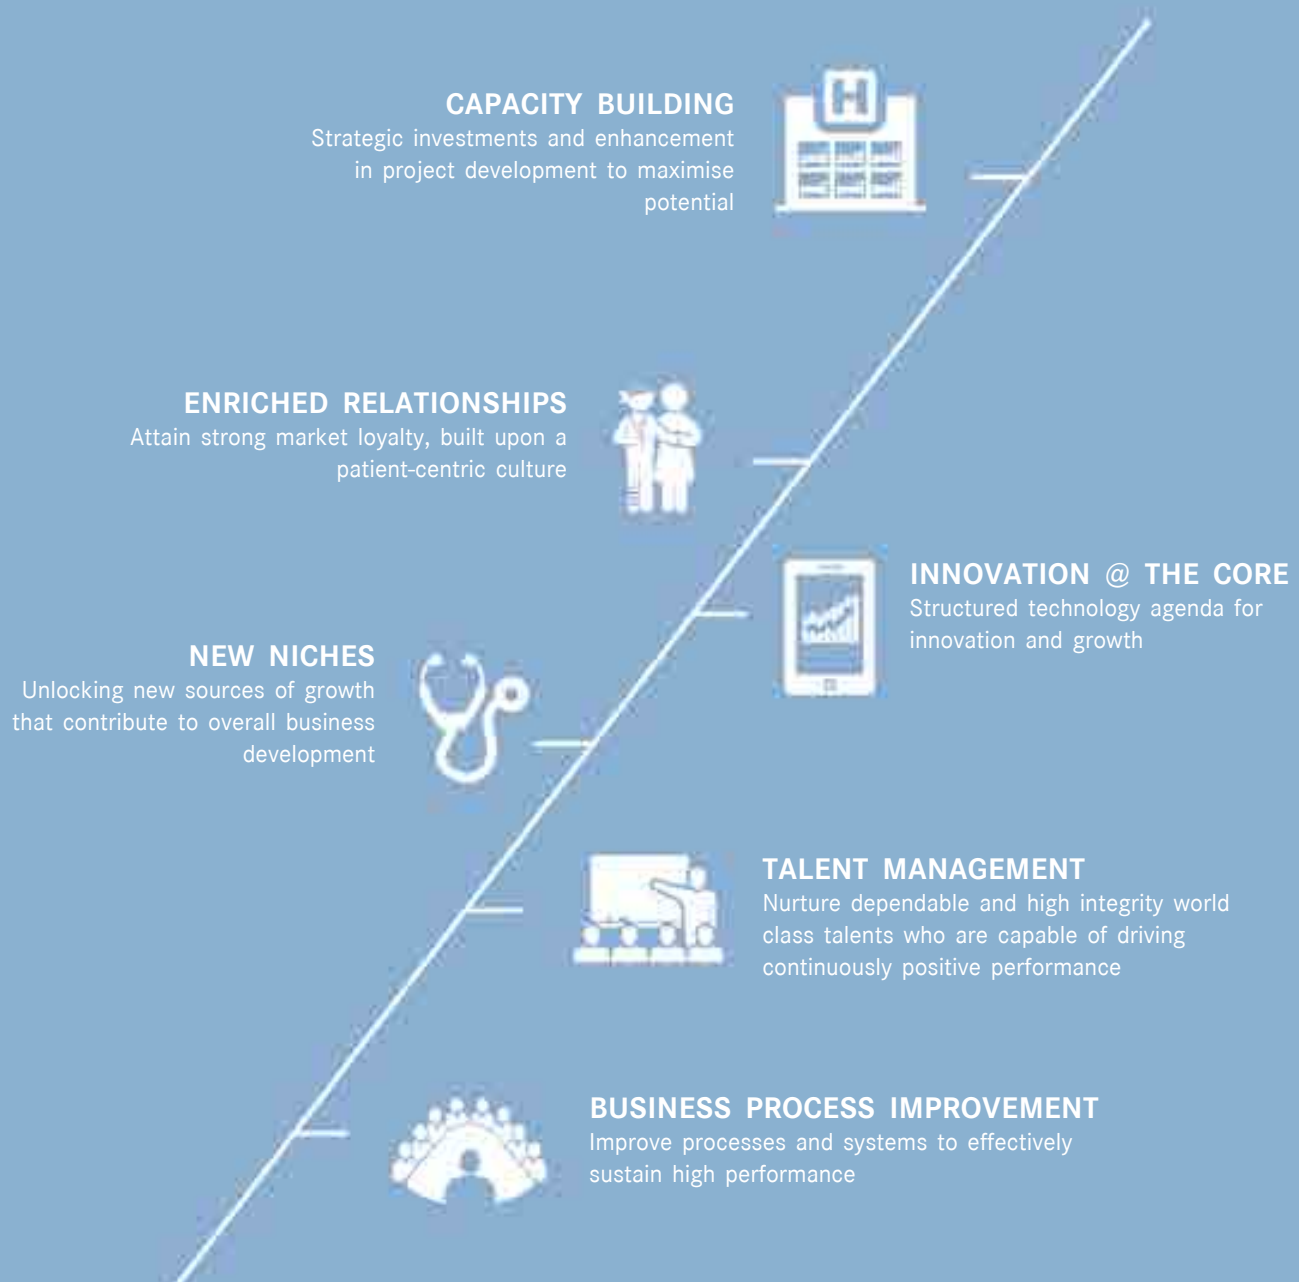 CAPACITY BUILDING
Strategic investments and enhancement
in project development to maximise
potential
ENRICHED RELATIONSHIPS
Attain strong market loyalty, built upon a
patient-centric culture
INNOVATION @ THE CORE
Structured technology agenda for
innovation and growth
NEW NICHES
Unlocking new sources of growth
that contribute to overall business
development
TALENT MANAGEMENT
Nurture dependable and high integrity world
class talents who are capable of driving
continuously positive performance
BUSINESS PROCESS IMPROVEMENT
Improve processes and systems to effectively
sustain high performance
H